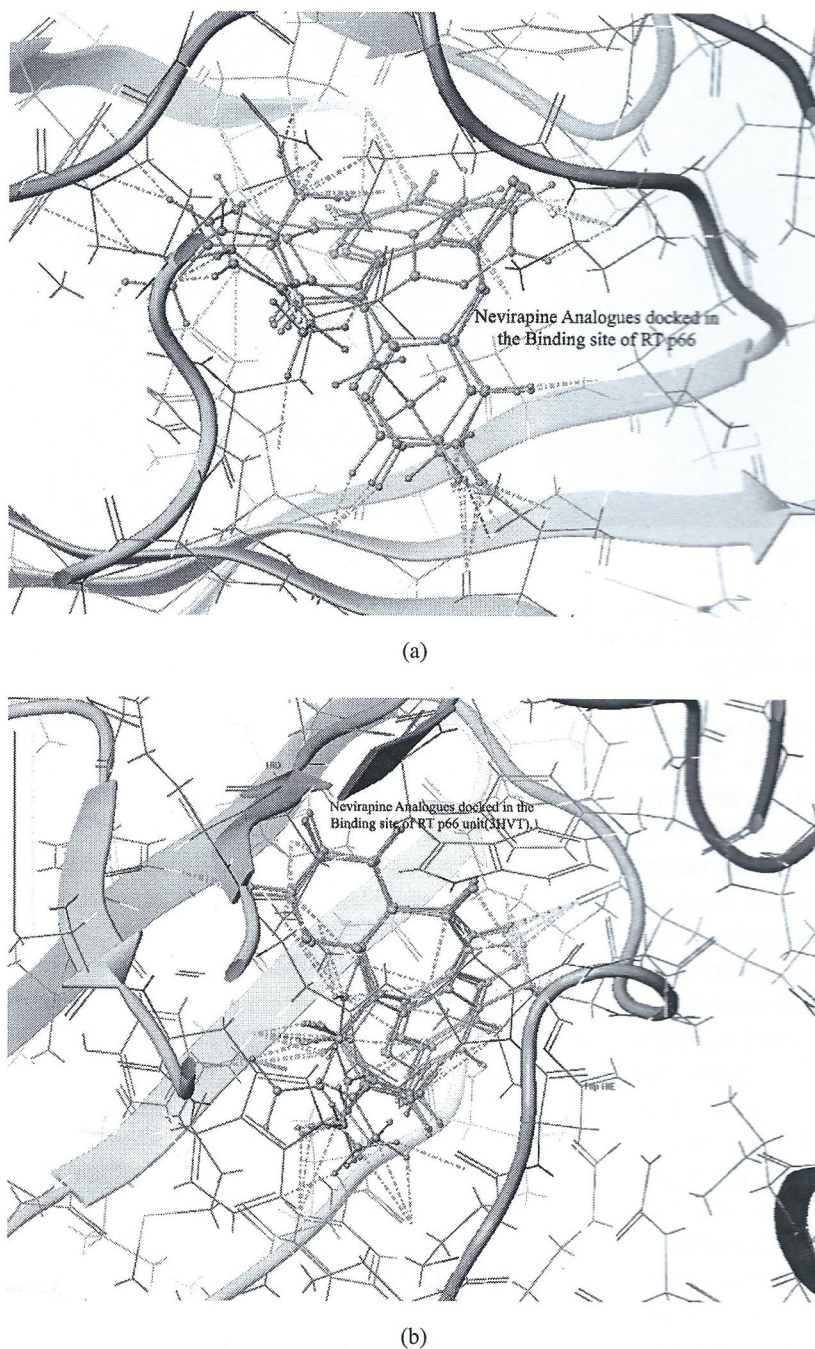 Nevirapine Analogues docked in
the Binding site of RT p66
(a)
Nevirapine Analogues docked in the
Binding site of RT p66 unit(3HVT).
(b)